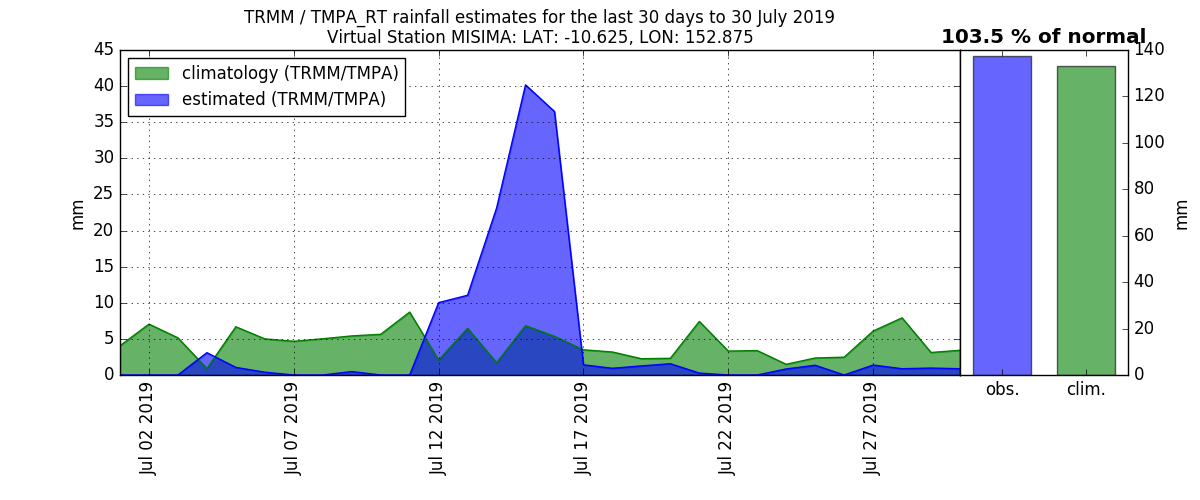 TRMM / TMPA_RT rainfall estimates for the last 30 days to 30 July 2019
Virtual Station MISIMA: LAT: -10.625, LON: 152.875
103.5 % of normal
climatology (TRMM/TMPA)
estimated (TRMM/TMPA)
45
40
35
30
25
20
15
10
5
0
mm
Jul 02 2019
Jul 07 2019
Jul 12 2019
Jul 17 2019
Jul 22 2019
Jul 27 2019
140
120
100
80
60
40
20
0
mm
obs.
clim.